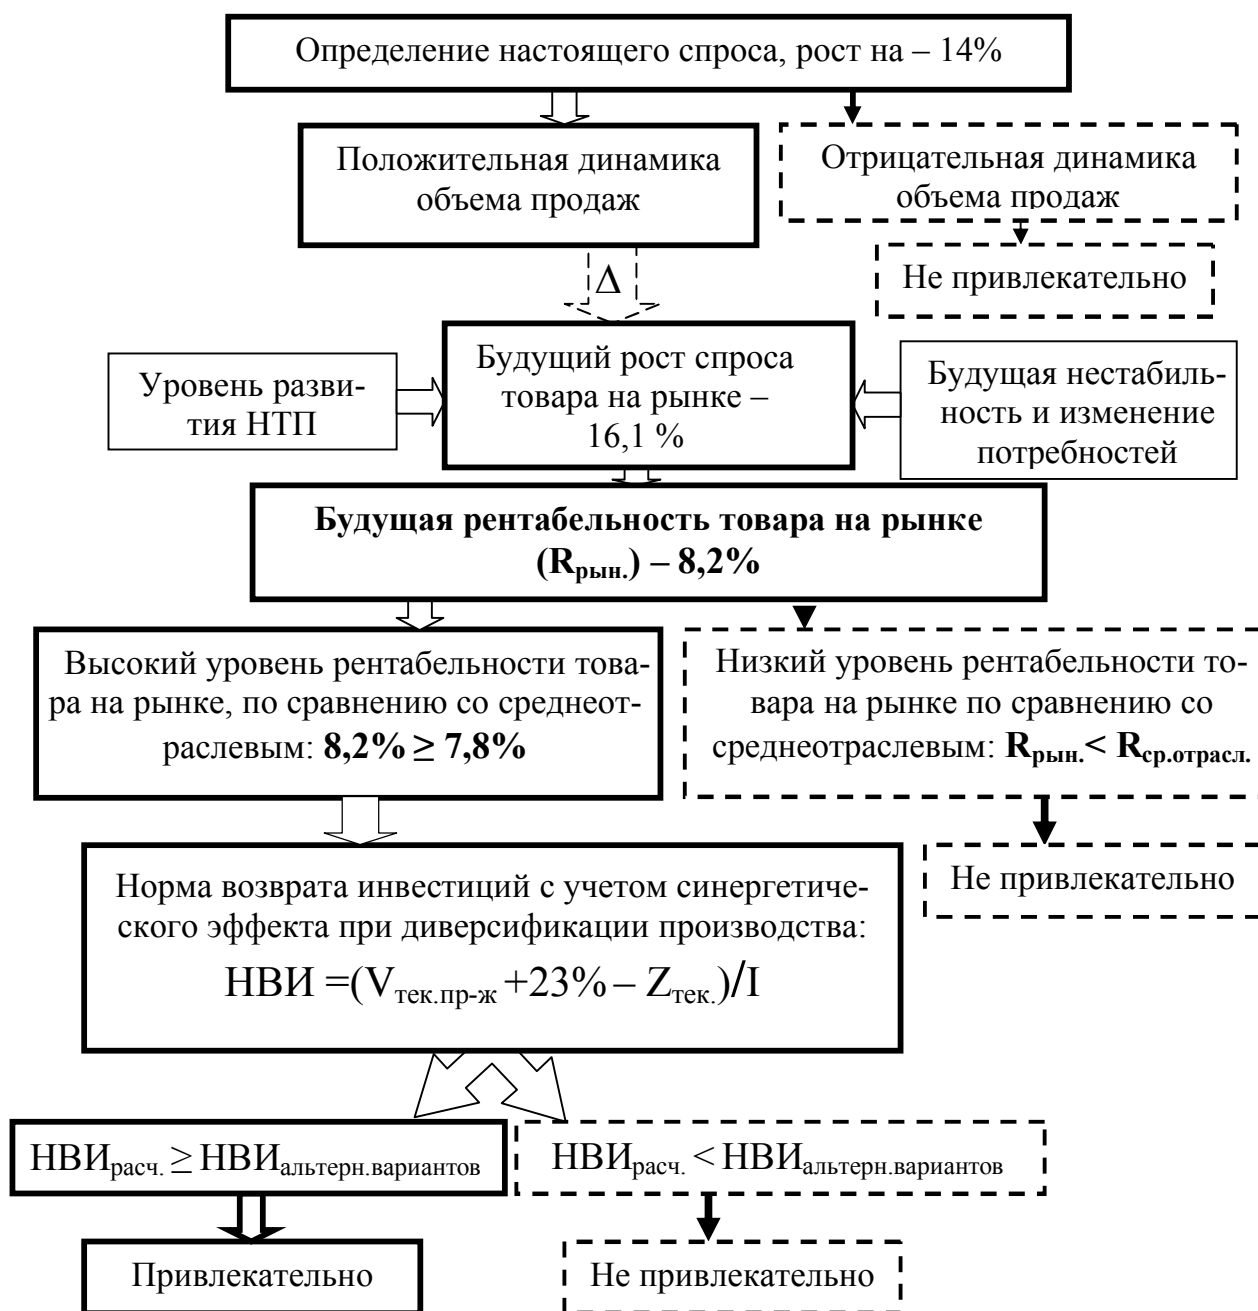 Определение настоящего спроса, рост на – 14%
Положительная динамика
объема продаж
Отрицательная динамика
объема продаж
Не привлекательно
Δ
Уровень разви-
тия НТП
Будущий рост спроса
товара на рынке –
16,1 %
Будущая нестабиль-
ность и изменение
потребностей
Будущая рентабельность товара на рынке
(Rрын.) – 8,2%
Высокий уровень рентабельности това-
ра на рынке, по сравнению со среднеот-
раслевым: 8,2% ≥ 7,8%
Низкий уровень рентабельности то-
вара на рынке по сравнению со
среднеотраслевым: Rрын.< Rср.отрасл.
Норма возврата инвестиций с учетом синергетиче-
ского эффекта при диверсификации производства:
НВИ =(Vтек.пр-ж +23% – Zтек.)/I
Не привлекательно
НВИрасч. ≥ НВИальтерн.вариантов
НВИрасч. < НВИальтерн.вариантов
Привлекательно
Не привлекательно